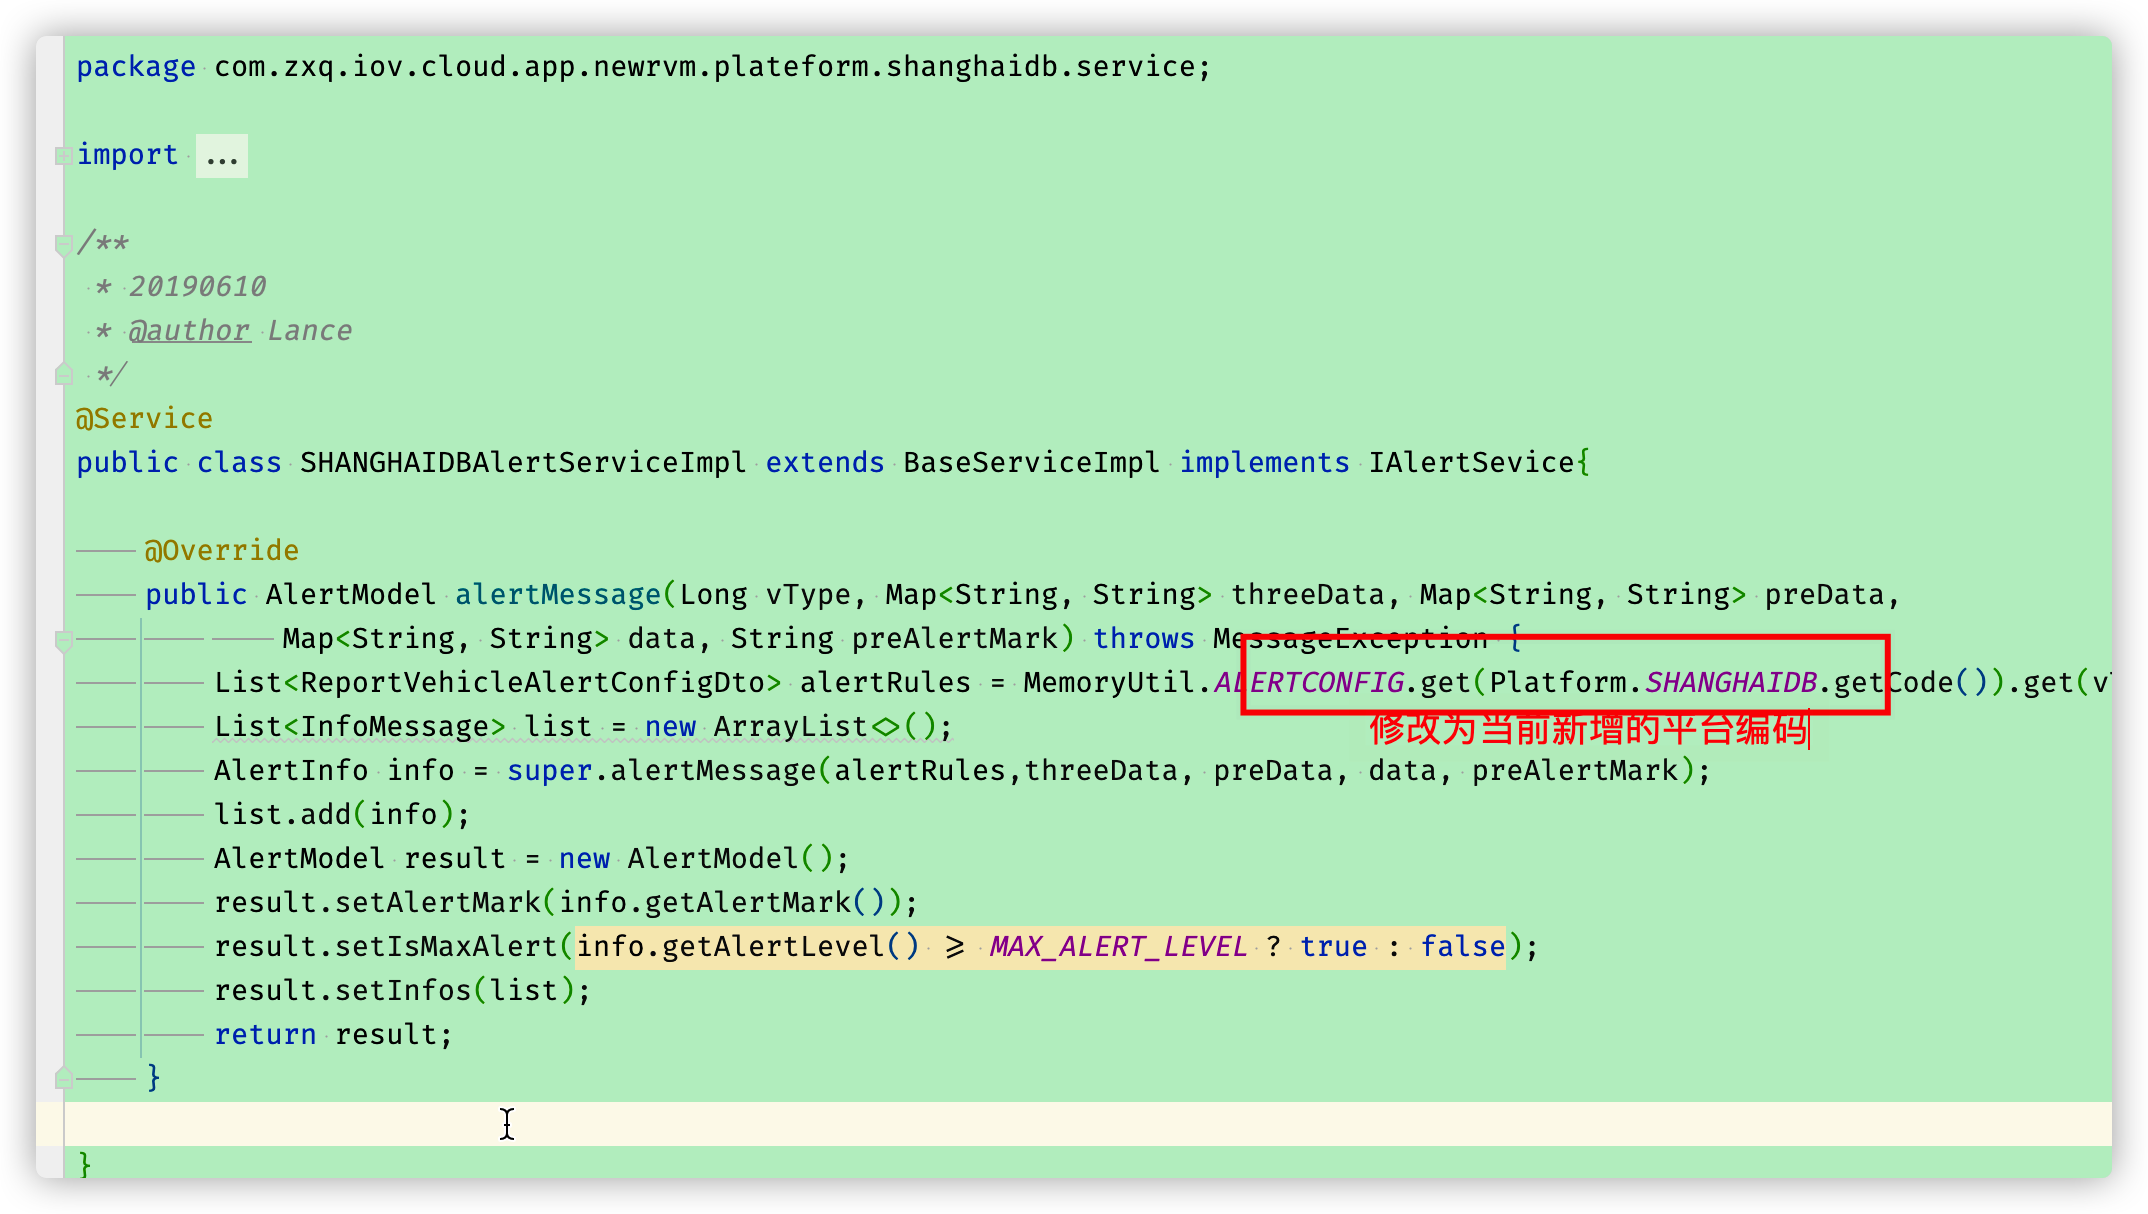 package com.zxq.iov.cloud.app.newrvm.plateform.shanghaidb.service;
import ...
/**
* 20190610
* @author Lance
*/
@Service
public class SHANGHAIDBAlertServiceImpl extends BaseServiceImpl implements IAlertSevice{
@Override
public AlertModel alertMessage(Long vType, Map<String, String> threeData, Map<String, String> preData,
Map<String, String> data, String preAlertMark) throws MessageException {
List<ReportVehicleAlertConfigDto> alertRules = MemoryUtil.ALERTCONFIG.get(Platform.SHANGHAIDB.getCode()).get(v
List<InfoMessage> list = new ArrayList<>();
修改为当前新增的平台编码
AlertInfo info = super.alertMessage(alertRules,threeData, preData, data, preAlertMark);
list.add(info);
AlertModel result = new AlertModel();
result.setAlertMark(info.getAlertMark());
result.setIsMaxAlert(info.getAlertLevel() >= MAX_ALERT_LEVEL ? true : false);
result.setInfos(list);
return result;
}
}